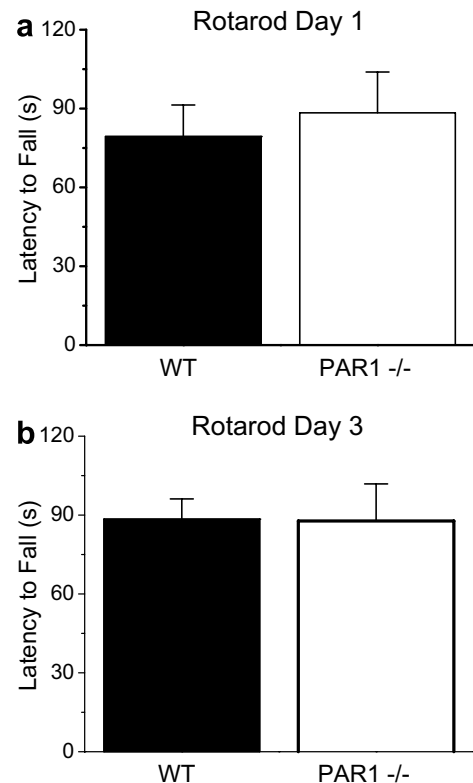 a
Rotarod Day 1
Latency to Fall (s)
120
90
60
30
0
WT PAR1 -/-
b
Rotarod Day 3
Latency to Fall (s)
120
90
60
30
0
WT PAR1 -/-